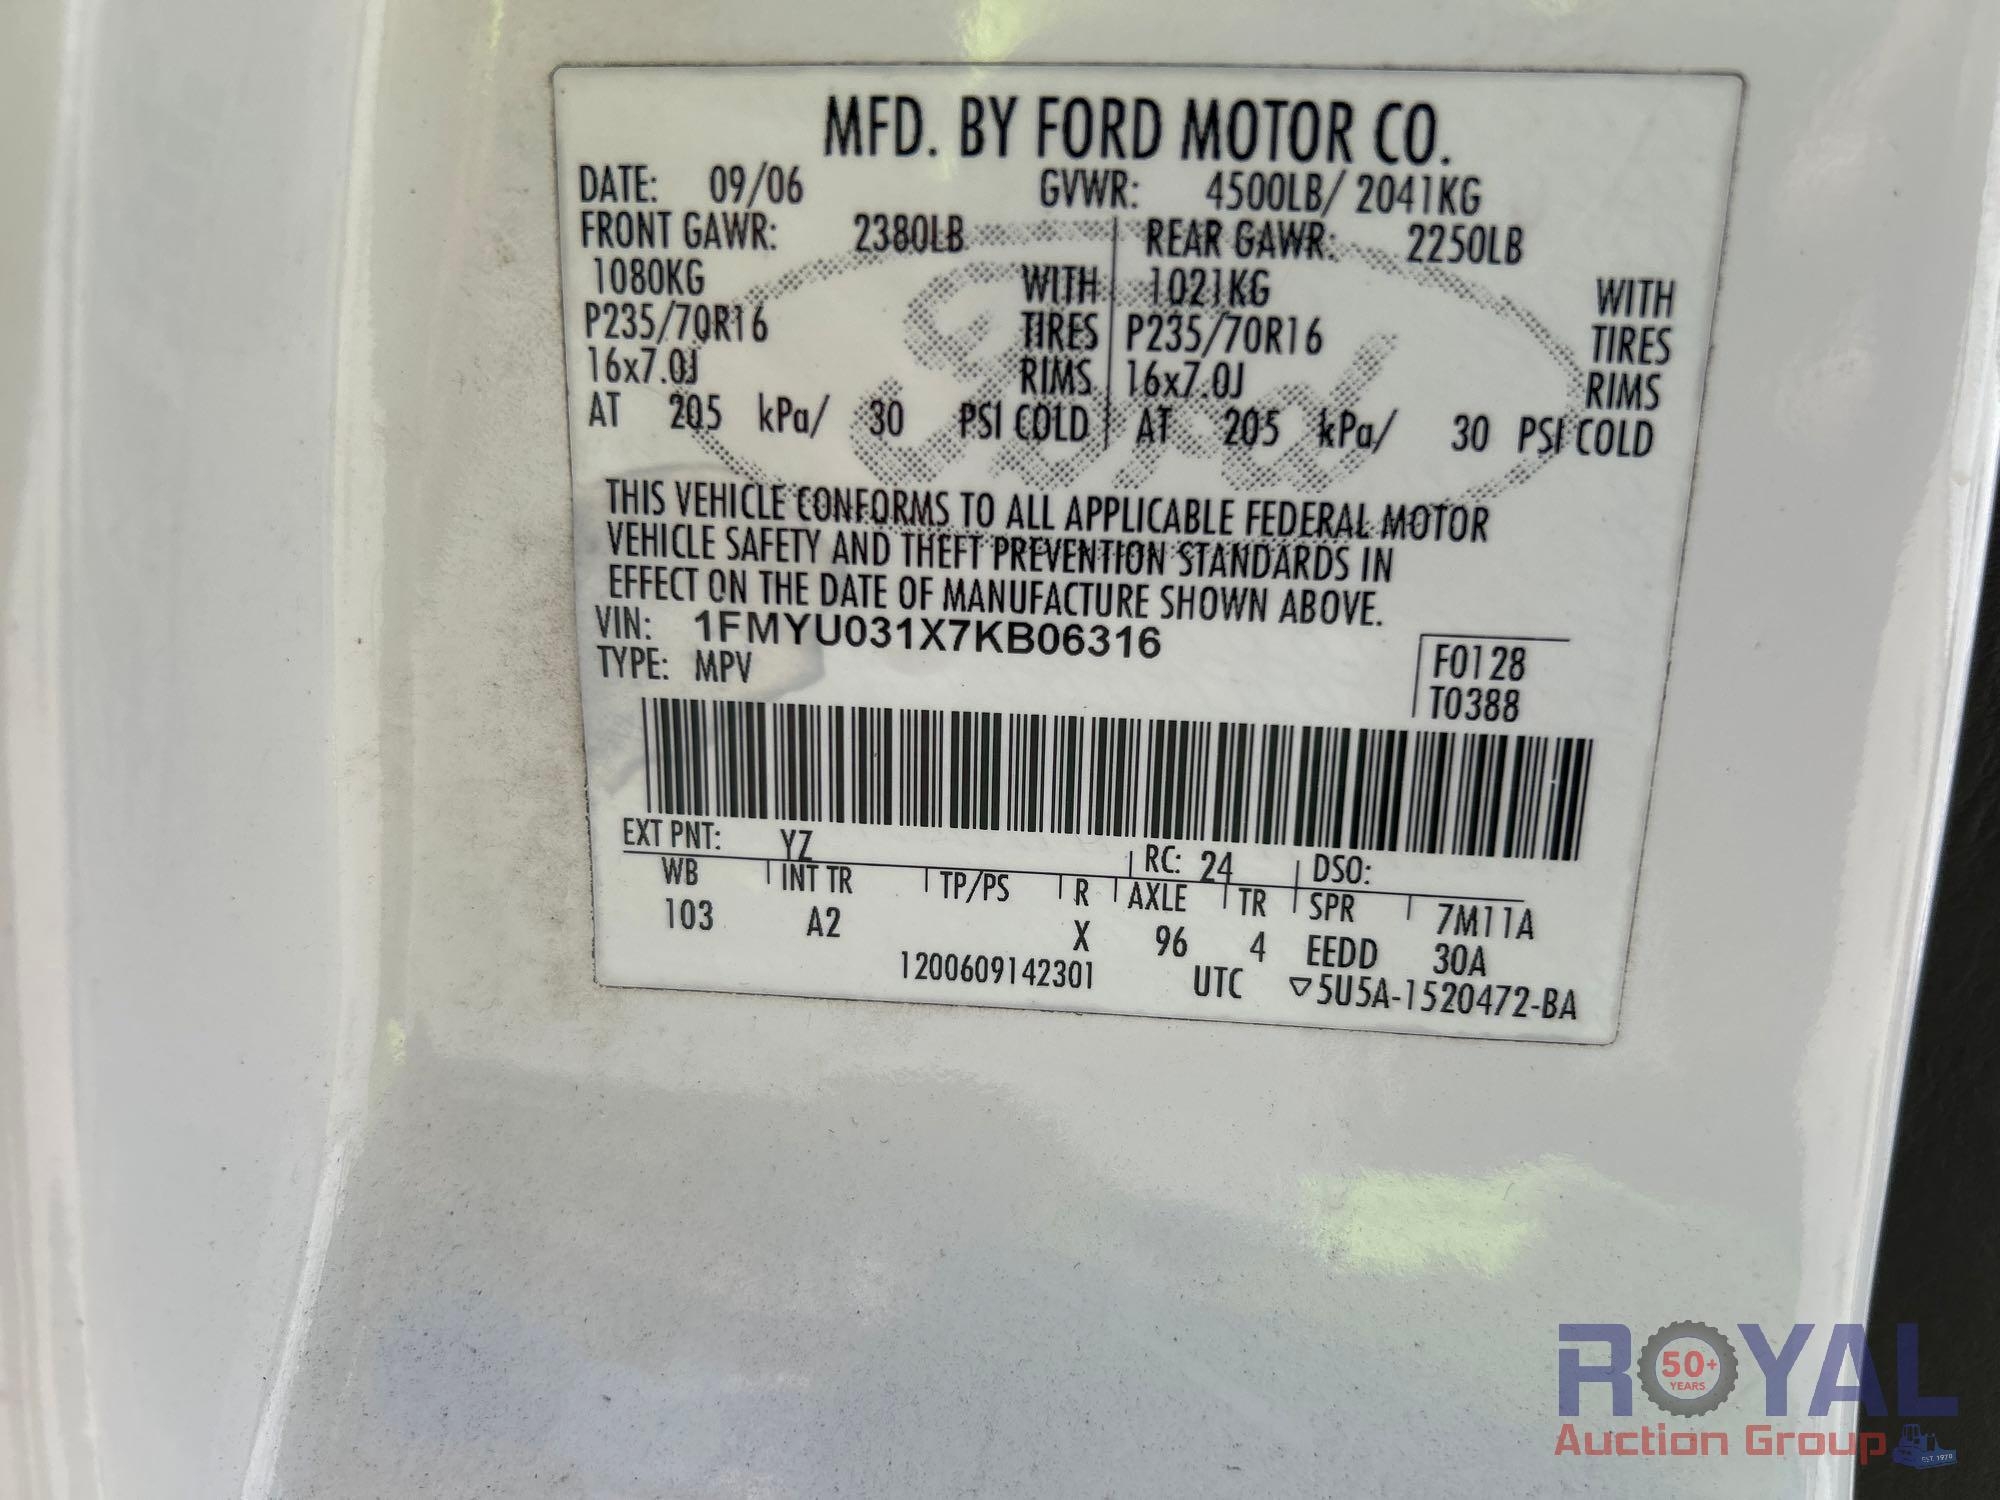 MFD. BY FORD MOTOR CO.
DATE: 09/06 GVWR: 4500LB/ 2041KG
FRONT GAWR: 2380LB REAR GAWR: 2250LB
1080KG WITH 1021KG WITH
P235/70R16 TIRES P235/70R16 TIRES
16x7.0J RIMS 16x7.0J RIMS
AT 205 kPa/ 30 PSI COLD AT 205 kPa/ 30 PSI COLD
Ford
THIS VEHICLE CONFORMS TO ALL APPLICABLE FEDERAL MOTOR
VEHICLE SAFETY AND THEFT PREVENTION STANDARDS IN
EFFECT ON THE DATE OF MANUFACTURE SHOWN ABOVE.
VIN: 1FMYU031X7KB06316
TYPE: MPV
F0128
T0388
EXT PNT: YZ RC: 24 DSO:
WB INT TR TP/PS R AXLE TR SPR 7M11A
103 A2 X 96 4 EEDD 30A
1200609142301 UTC ▽5U5A-1520472-BA
ROYAL
50+
YEARS
Auction Group
EST. 1970